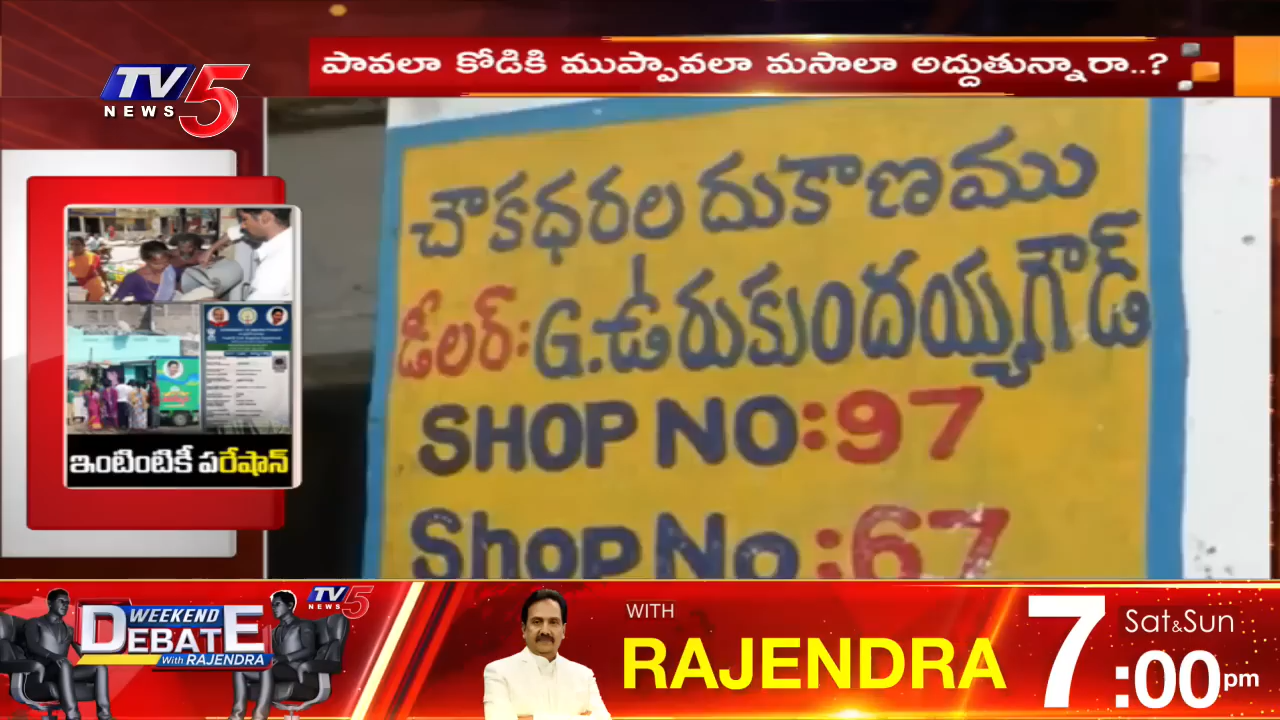 పావలా కోడికి ముప్పావలా మసాలా అద్దుతున్నారా..?
TV5
NEWS
చౌకధరల దుకాణము
డీలర్: G. ఉరుకుందయ్యగౌడ్
SHOP NO:97
Shop No:67
ఇంటింటికీ పరేషాన్
WEEKEND
DEBATE
With RAJENDRA
TV5
NEWS
WITH
RAJENDRA
7:00pm
Sat&Sun